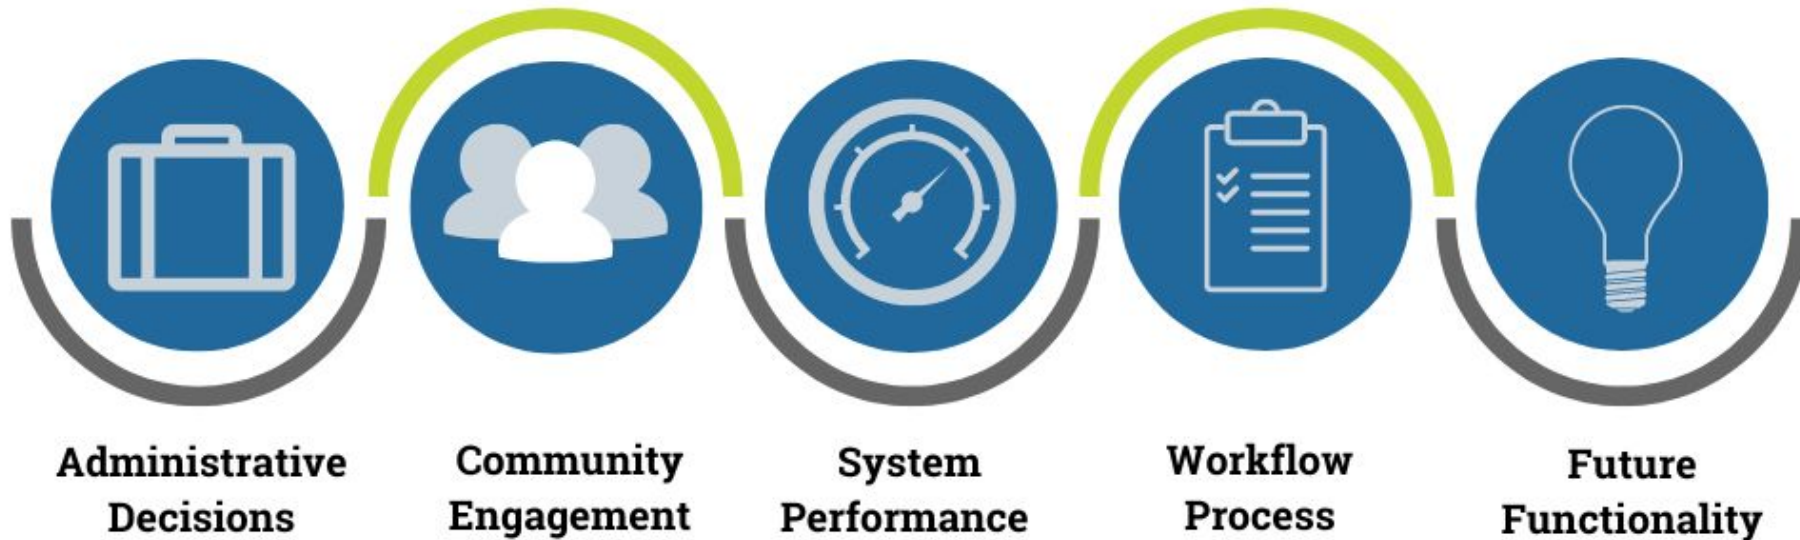 Administrative
Decisions
Community
Engagement
System
Performance
Workflow
Process
Future
Functionality